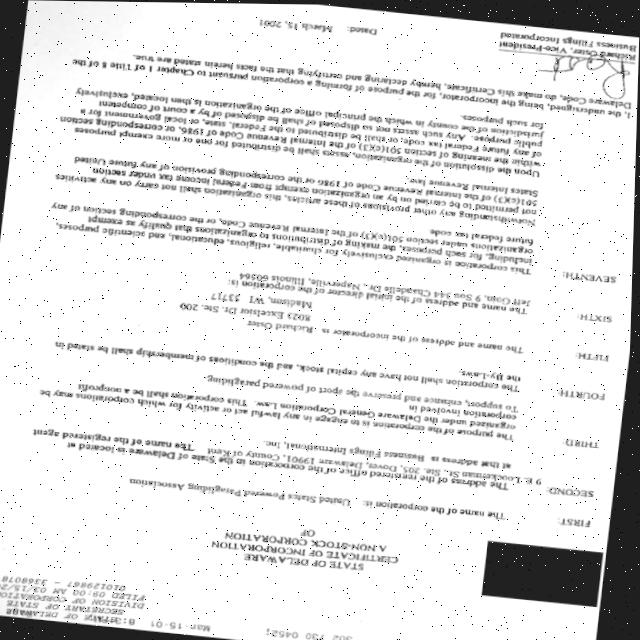 Mar-15-01 8:31AM
302 730 0452;
STATE OF DELAWARE
SECRETARY OF STATE
DIVISION OF CORPORATIONS
FILED 09:00 AM 03/15/2001
010129867 - 3368078
STATE OF DELAWARE
CERTIFICATE OF INCORPORATION
A NON-STOCK CORPORATION
OF
FIRST: The name of the corporation is: United States Powered Paragliding Association
SECOND: The address of the registered office of the corporation in the State of Delaware is located at
9 E. Loockerman St., Ste. 205, Dover, Delaware 19901, County of Kent. The name of the registered agent
at that address is Business Filings International, Inc.
THIRD: The purpose of the corporation is to engage in any lawful act or activity for which corporations may be
organized under the Delaware General Corporation Law. This corporation shall be a nonprofit
corporation involved in
To support, enhance and preserve the sport of powered paragliding.
FOURTH: The corporation shall not have any capital stock, and the conditions of membership shall be stated in
the By-Laws.
FIFTH: The name and address of the incorporator is: Richard Oster
8025 Excelsior Dr. Ste. 200
Madison, WI 53717
SIXTH: The name and address of the initial director of the corporation is:
Jeff Goin, 9 Sou 344 Chandelle Dr., Naperville, Illinois 60564
SEVENTH: This corporation is organized exclusively, for charitable, religious, educational, and scientific purposes,
including, for such purposes, the making of distributions to organizations that qualify as exempt
organizations under section 501(c)(3) of the Internal Revenue Code, or the corresponding section of any
future federal tax code
Notwithstanding any other provisions of these articles, this organization shall not carry on any activities
not permitted to be carried on by an organization exempt from Federal income tax under section
501(c)(3) of the Internal Revenue Code of 1986 or the corresponding provision of any future United
States Internal Revenue law.
Upon the dissolution of the organization, assets shall be distributed for one or more exempt purposes
within the meaning of section 501(c)(3) of the Internal Revenue Code of 1986, or corresponding section
of any future Federal tax code, or shall be distributed to the Federal, state, or local government for a
public purpose. Any such assets not so disposed of shall be disposed of by a court of competent
jurisdiction of the county in which the principal office of the organization is then located, exclusively
for such purposes.
I, the undersigned, being the incorporator, for the purpose of forming a corporation pursuant to Chapter 1 of Title 8 of the
Delaware Code, do make this Certificate, hereby declaring and certifying that the facts herein stated are true.
Richard Oster, Vice-President
Business Filings Incorporated
Dated: March 15, 2001